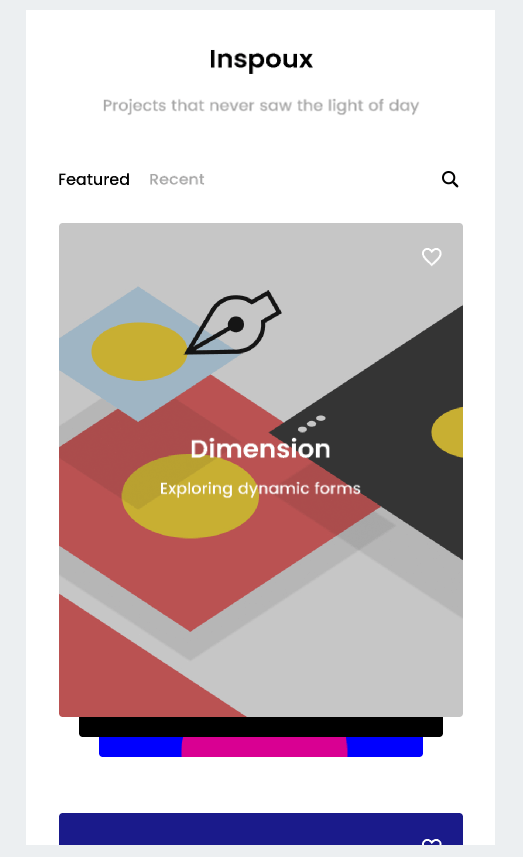 Inspoux
Projects that never saw the light of day
Featured Recent
Dimension
Exploring dynamic forms